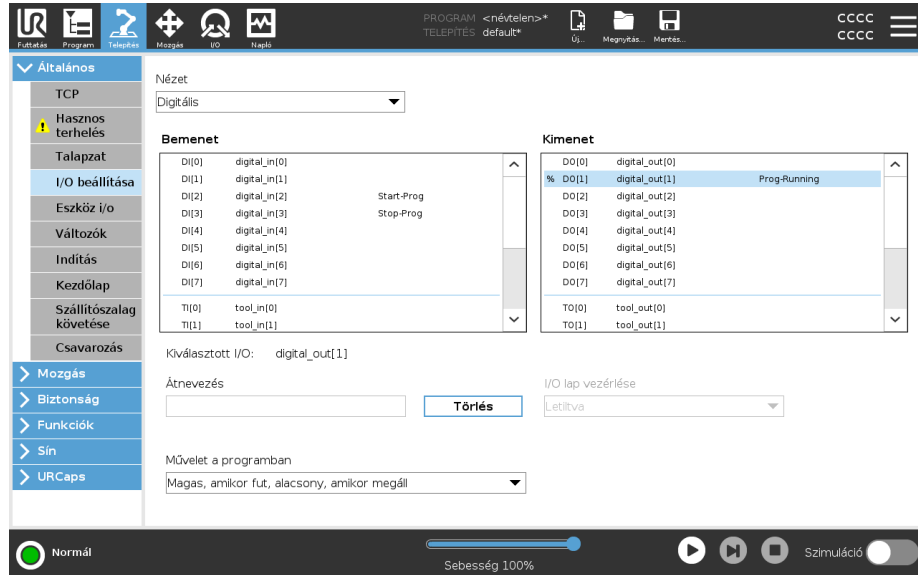 Futtatás
Program
Telepítés
Mozgás
I/O
Napló
PROGRAM <névtelen>*
TELEPÍTÉS default*
Új...
Megnyitás...
Mentés...
CCCC
CCCC
Általános
TCP
Hasznos
terhelés
Talapzat
I/O beállítása
Eszköz i/o
Változók
Indítás
Kezdőlap
Szállítószalag
követése
Csavarozás
Mozgás
Biztonság
Funkciók
Sín
URCaps
Nézet
Digitális
Bemenet
DI[0] digital_in[0]
DI[1] digital_in[1]
DI[2] digital_in[2] Start-Prog
DI[3] digital_in[3] Stop-Prog
DI[4] digital_in[4]
DI[5] digital_in[5]
DI[6] digital_in[6]
DI[7] digital_in[7]
TI[0] tool_in[0]
TI[1] tool_in[1]
Kimenet
DO[0] digital_out[0]
% DO[1] digital_out[1] Prog-Running
DO[2] digital_out[2]
DO[3] digital_out[3]
DO[4] digital_out[4]
DO[5] digital_out[5]
DO[6] digital_out[6]
DO[7] digital_out[7]
TO[0] tool_out[0]
TO[1] tool_out[1]
Kiválasztott I/O: digital_out[1]
Átnevezés
Törlés
I/O lap vezérlése
Letiltva
Művelet a programban
Magas, amikor fut, alacsony, amikor megáll
Normál
Sebesség 100%
Szimuláció